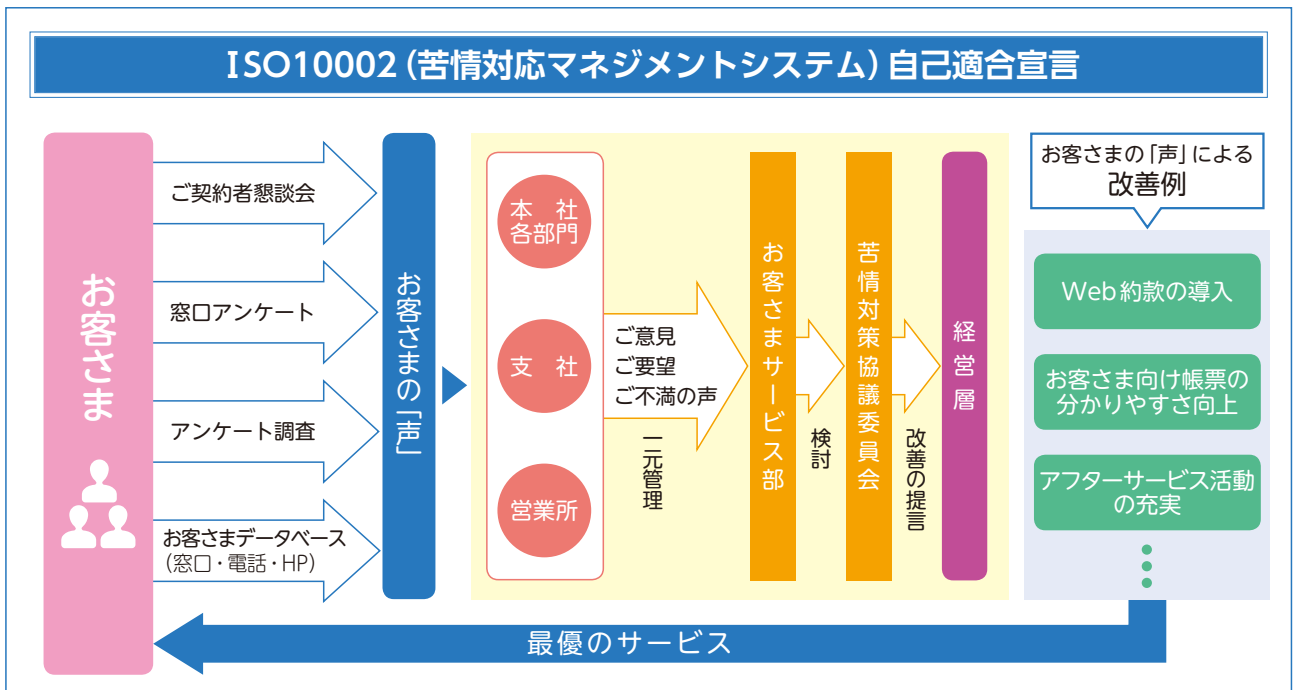 ISO10002(苦情対応マネジメントシステム)自己適合宣言
お客さま
ご契約者懇談会
窓口アンケート
アンケート調査
お客さまデータベース
(窓口・電話・HP)
お客さまの「声」
本 社
各部門
支 社
営業所
ご意見
ご要望
ご不満の声
一元管理
お客さまサービス部
検討
苦情対策協議委員会
改善の提言
経営層
お客さまの「声」による
改善例
Web約款の導入
お客さま向け帳票の
分かりやすさ向上
アフターサービス活動
の充実
最優のサービス